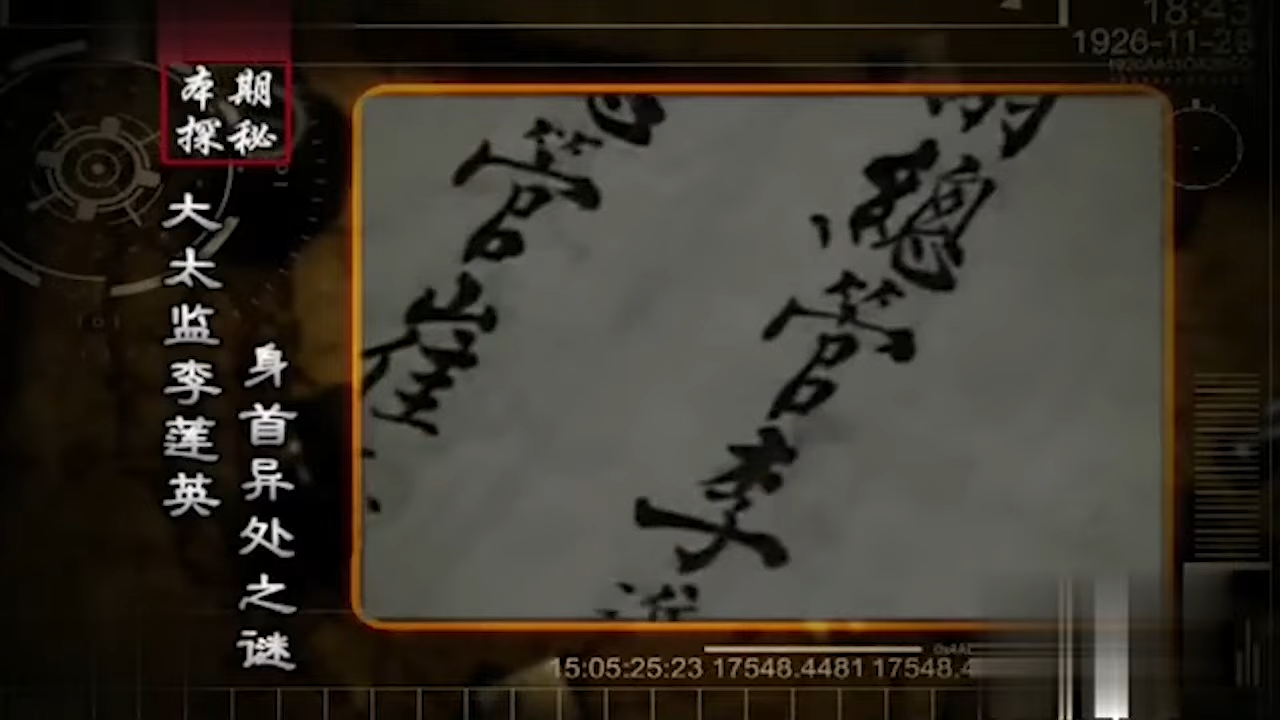 本期
探秘
大太监李莲英
身首异处之谜
總管李
管崔
18:43
1926-11-29
15:05:25:23 17548.4481 17548.4